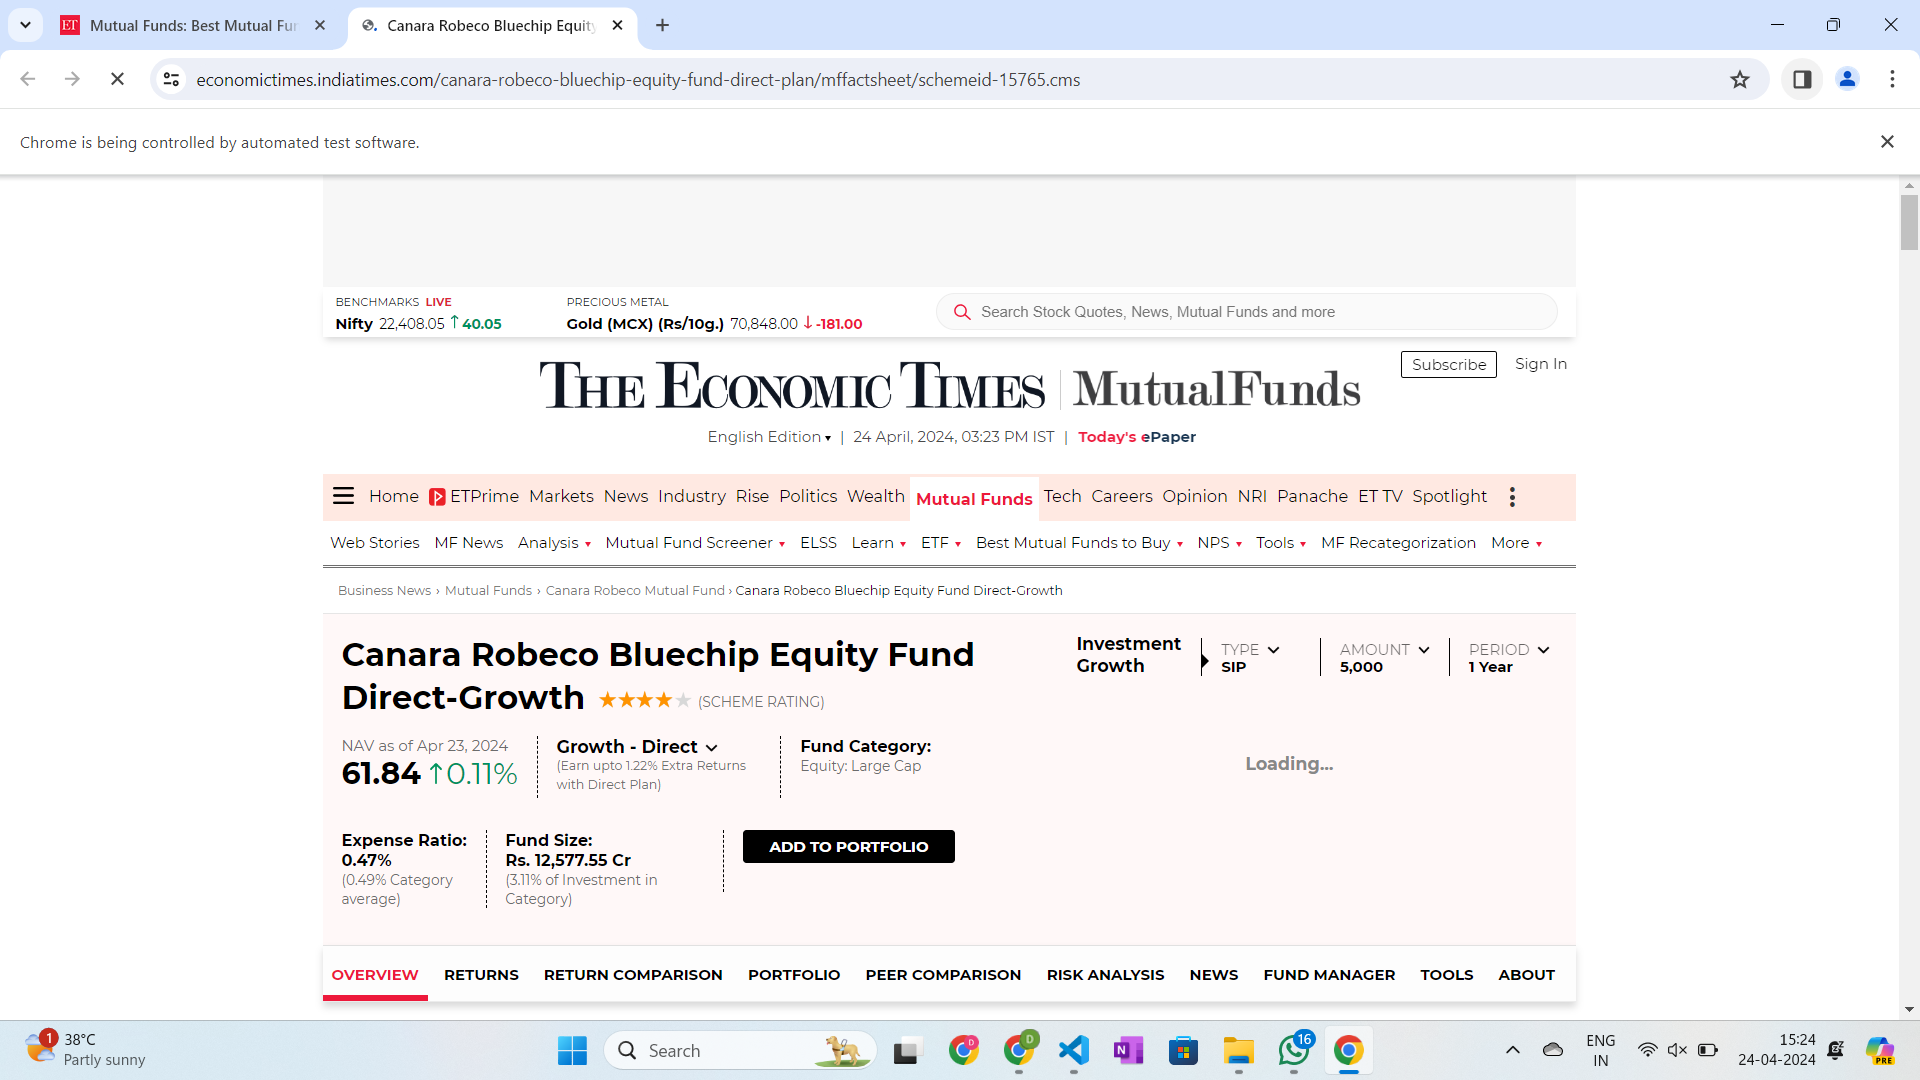 Mutual Funds: Best Mutual Fun
Canara Robeco Bluechip Equity
economictimes.indiatimes.com/canara-robeco-bluechip-equity-fund-direct-plan/mffactsheet/schemeid-15765.cms
Chrome is being controlled by automated test software.
BENCHMARKS LIVE
Nifty 22,408.05 ↑ 40.05
PRECIOUS METAL
Gold (MCX) (Rs/10g.) 70,848.00 ↓ -181.00
Search Stock Quotes, News, Mutual Funds and more
THE ECONOMIC TIMES | MutualFunds
Subscribe Sign In
English Edition ▾ | 24 April, 2024, 03:23 PM IST | Today's ePaper
Home ETPrime Markets News Industry Rise Politics Wealth Mutual Funds Tech Careers Opinion NRI Panache ET TV Spotlight
Web Stories MF News Analysis Mutual Fund Screener ELSS Learn ETF Best Mutual Funds to Buy NPS Tools MF Recategorization More
Business News › Mutual Funds › Canara Robeco Mutual Fund › Canara Robeco Bluechip Equity Fund Direct-Growth
Canara Robeco Bluechip Equity Fund
Direct-Growth ★★★★★ (SCHEME RATING)
Investment
Growth
TYPE
SIP
AMOUNT
5,000
PERIOD
1 Year
NAV as of Apr 23, 2024
61.84 ↑0.11%
Growth - Direct
(Earn upto 1.22% Extra Returns
with Direct Plan)
Fund Category:
Equity: Large Cap
Loading...
Expense Ratio:
0.47%
(0.49% Category
average)
Fund Size:
Rs. 12,577.55 Cr
(3.11% of Investment in
Category)
ADD TO PORTFOLIO
OVERVIEW RETURNS RETURN COMPARISON PORTFOLIO PEER COMPARISON RISK ANALYSIS NEWS FUND MANAGER TOOLS ABOUT
1
38°C
Partly sunny
Search
D
D
N
16
PRE
ENG
IN
15:24
24-04-2024